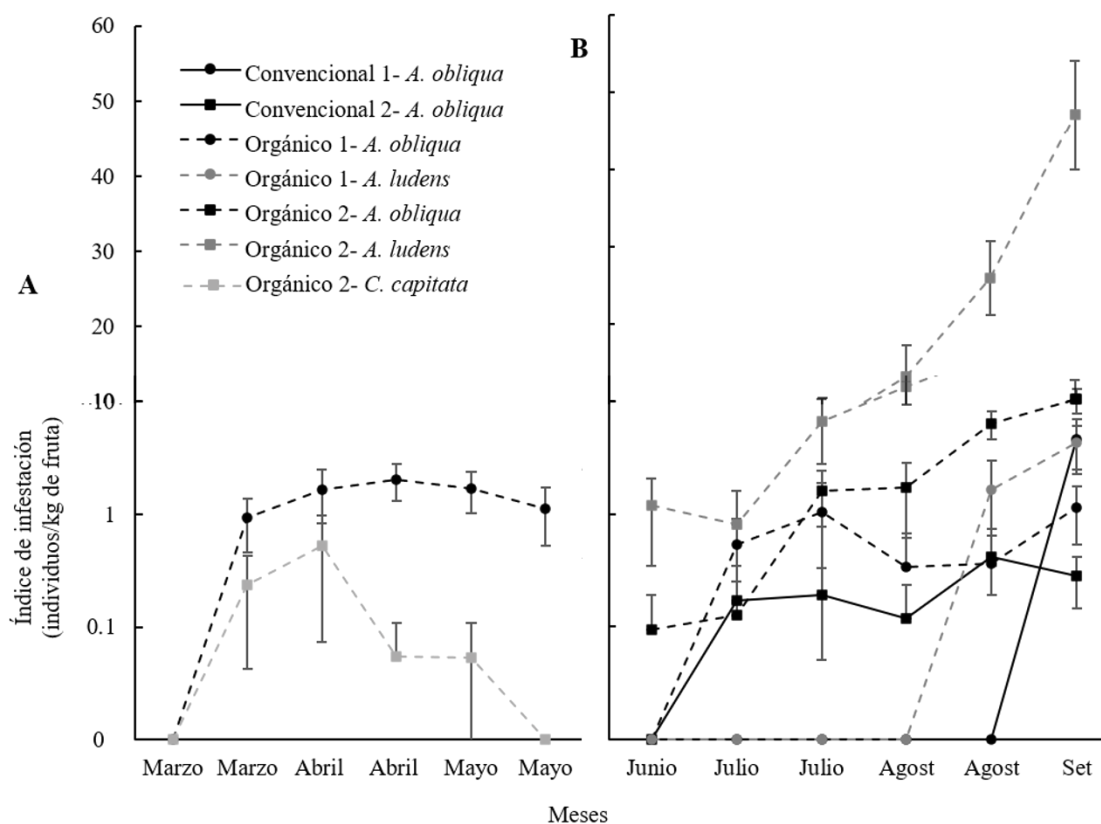 60
50
40
30
20
10
1
0.1
0
Índice de infestación
(individuos/kg de fruta)
A
Convencional 1- A. obliqua
Convencional 2- A. obliqua
Orgánico 1- A. obliqua
Orgánico 1- A. ludens
Orgánico 2- A. obliqua
Orgánico 2- A. ludens
Orgánico 2- C. capitata
B
Marzo Marzo Abril Abril Mayo Mayo
Junio Julio Julio Agost Agost Set
Meses